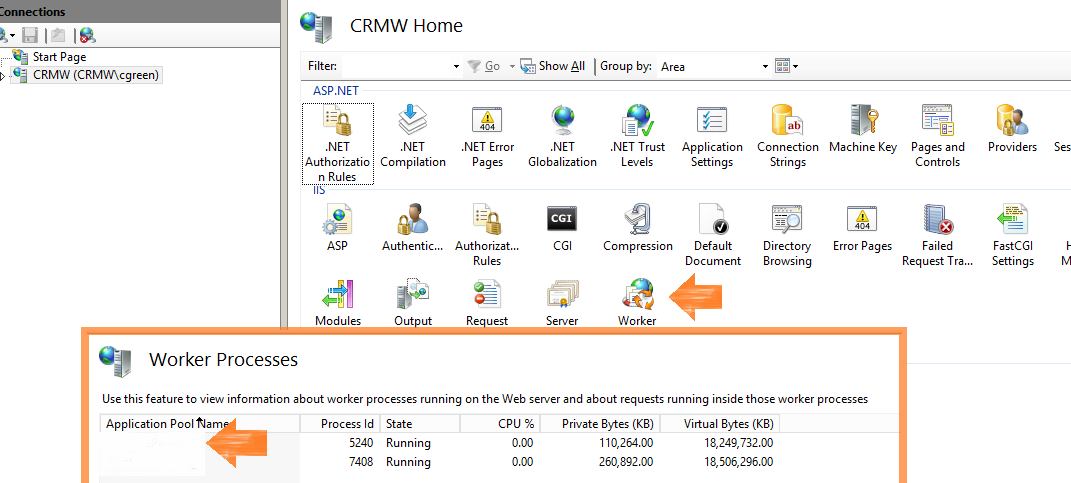 Connections
CRMW Home
Filter:
Go
Show All
Group by: Area
Start Page
CRMW (CRMW\cgreen)
ASP.NET
.NET Authorizatio n Rules
.NET Compilation
.NET Error Pages
.NET Globalization
.NET Trust Levels
Application Settings
Connection Strings
Machine Key
Pages and Controls
Providers
IIS
ASP
Authentic...
Authorizat... Rules
CGI
Compression
Default Document
Directory Browsing
Error Pages
Failed Request Tra...
FastCGI Settings
Modules
Output
Request
Server
Worker
Worker Processes
Use this feature to view information about worker processes running on the Web server and about requests running inside those worker processes
Application Pool Name Process Id State CPU % Private Bytes (KB) Virtual Bytes (KB)
5240 Running 0.00 110,264.00 18,249,732.00
7408 Running 0.00 260,892.00 18,506,296.00